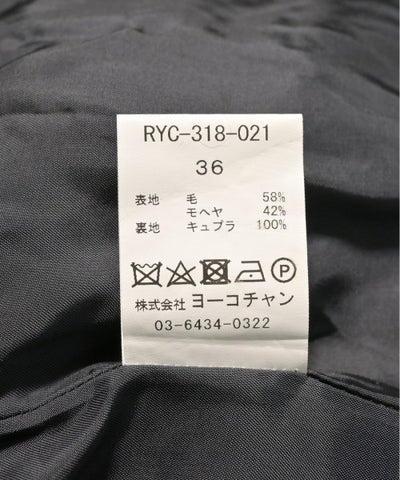 RYC-318-021
36
表地 毛 58%
モヘヤ 42%
裏地 キュプラ 100%
P
株式会社 ヨーコチャン
03-6434-0322